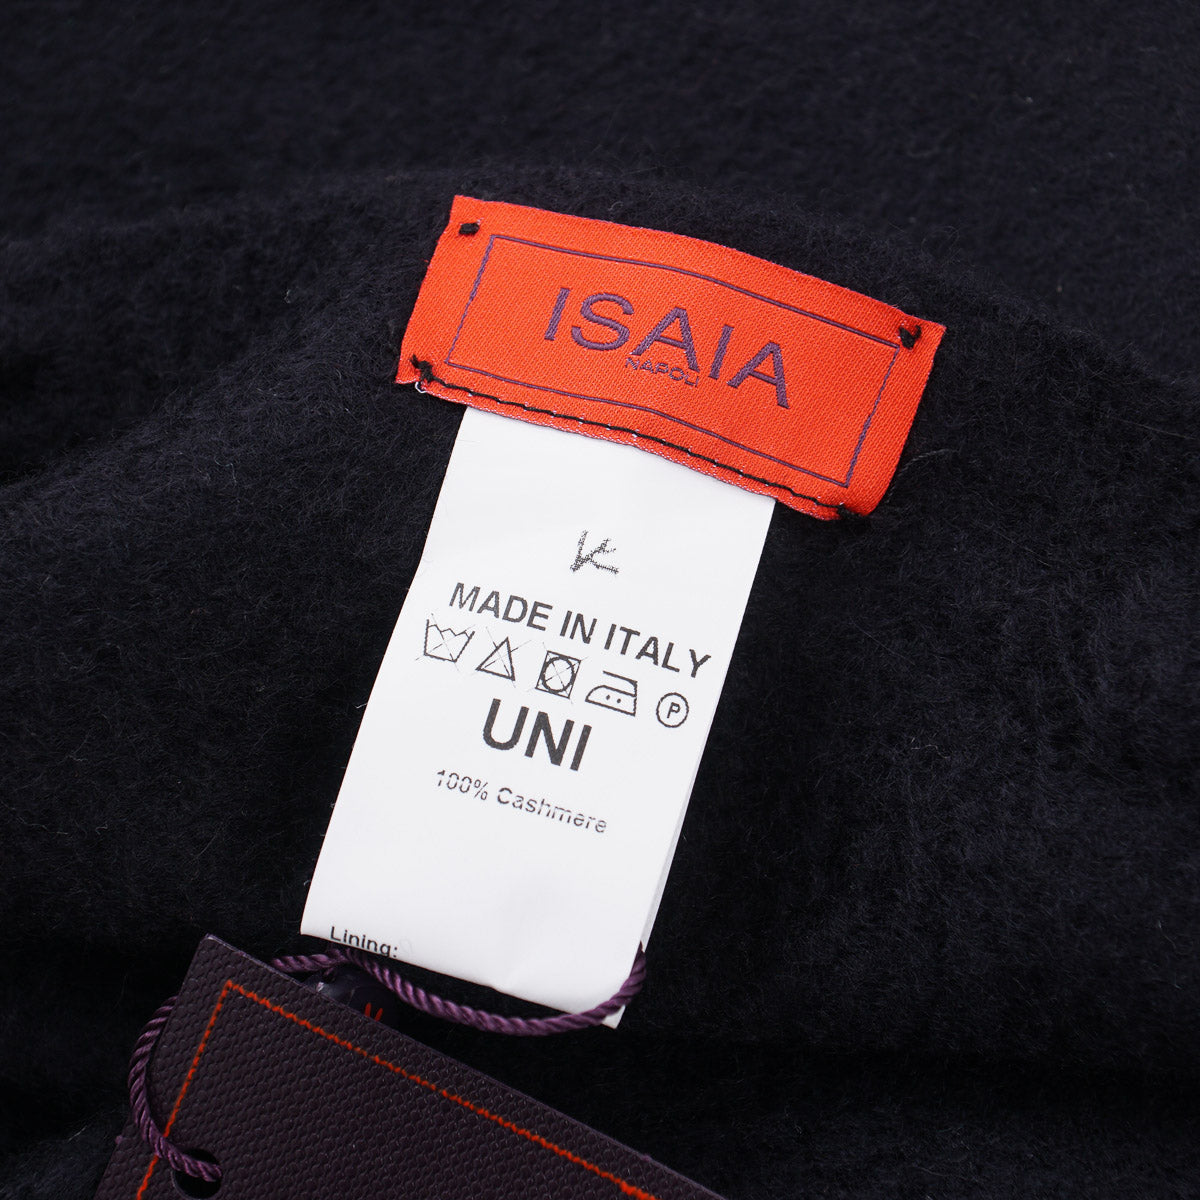 ISAIA
NAPOLI
MADE IN ITALY
P
UNI
100% Cashmere
Lining: